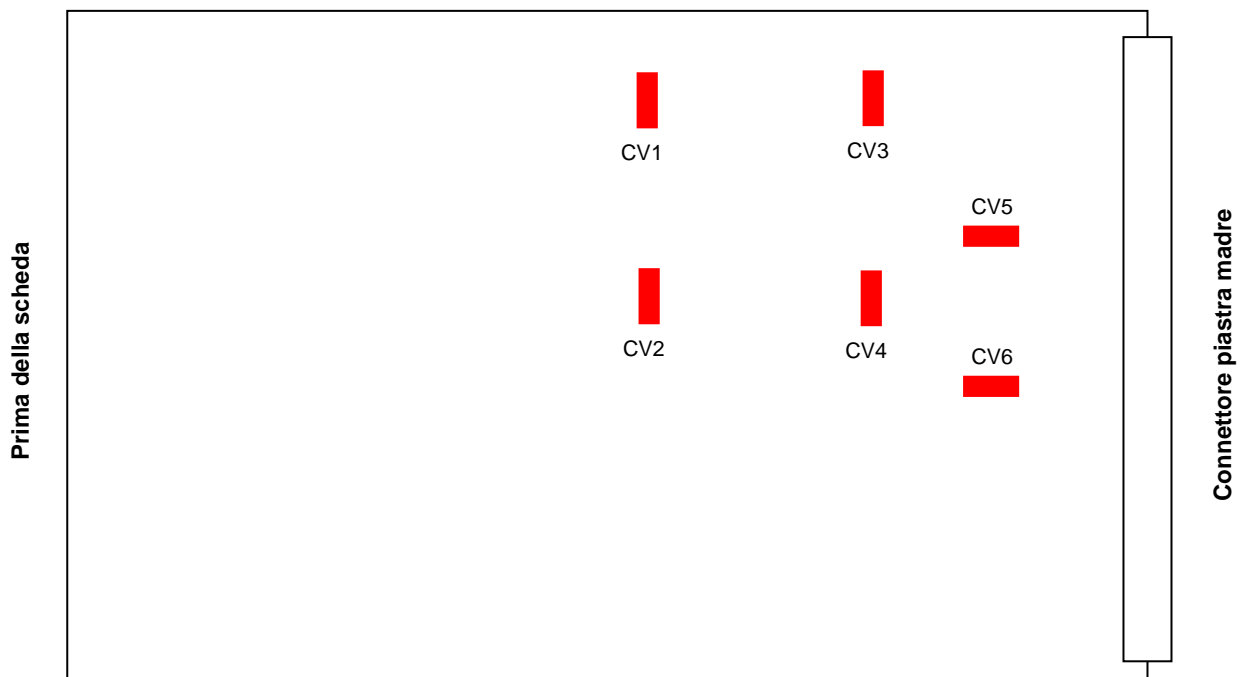 CV1
CV3
CV5
CV2
CV4
CV6
Prima della scheda
Connettore piastra madre